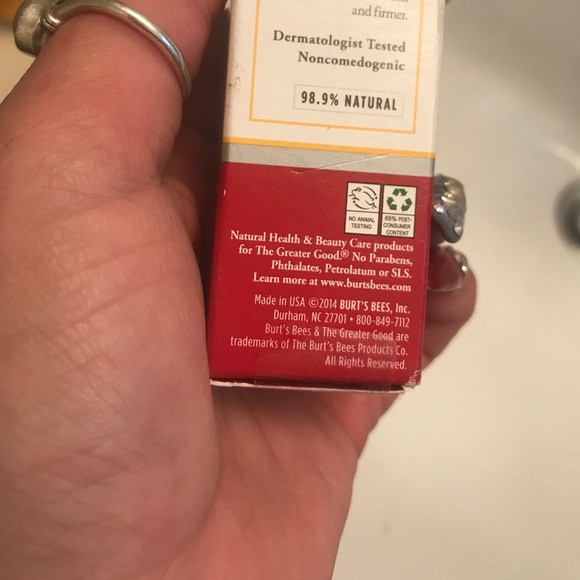 and firmer.
Dermatologist Tested
Noncomedogenic
98.9% NATURAL
NO ANIMAL
TESTING
65% POST-
CONSUMER
CONTENT
Natural Health & Beauty Care products
for The Greater Good.® No Parabens,
Phthalates, Petrolatum or SLS.
Learn more at www.burtsbees.com
Made in USA ©2014 BURT'S BEES, Inc.
Durham, NC 27701 • 800-849-7112
Burt's Bees & The Greater Good are
trademarks of The Burt's Bees Products Co.
All Rights Reserved.